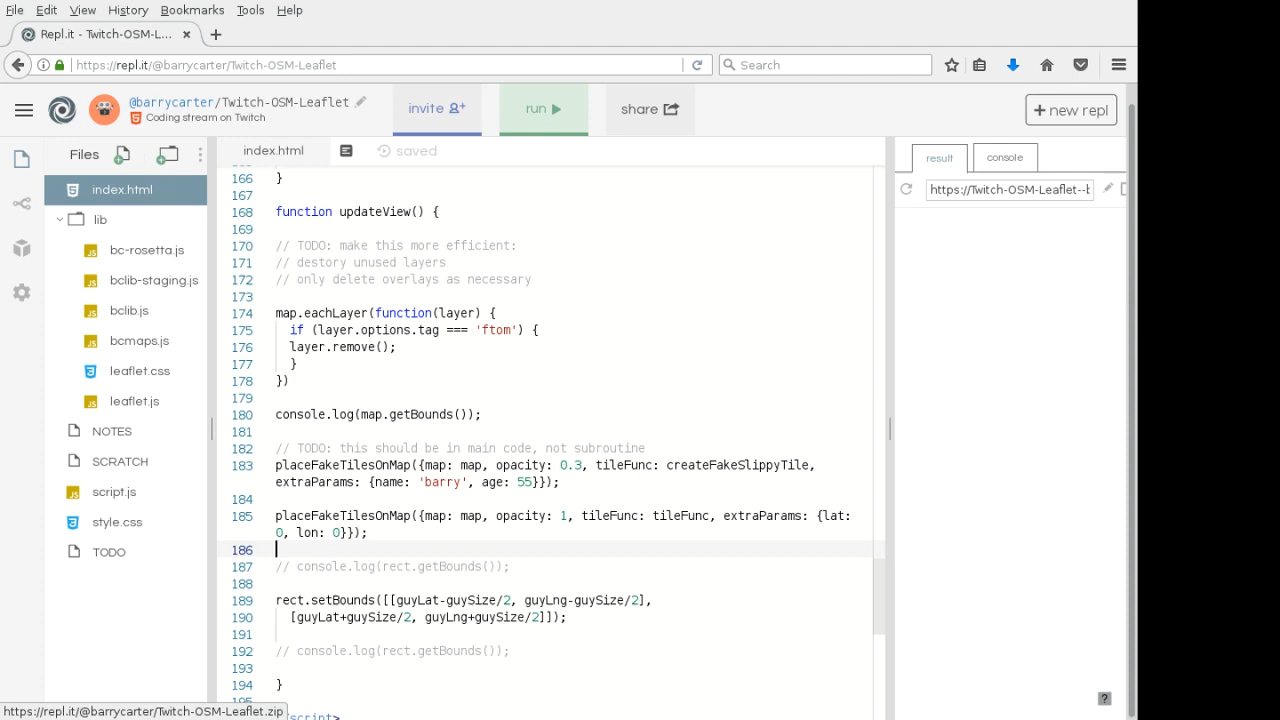 File Edit View History Bookmarks Tools Help
Repl.it - Twitch-OSM-L...
https://repl.it/@barrycarter/Twitch-OSM-Leaflet
Search
@barrycarter/Twitch-OSM-Leaflet
Coding stream on Twitch
invite
run
share
+ new repl
Files
index.html
saved
result
console
index.html
https://Twitch-OSM-Leaflet--b
lib
bc-rosetta.js
bclib-staging.js
bclib.js
bcmaps.js
leaflet.css
leaflet.js
NOTES
SCRATCH
script.js
style.css
TODO
166 }
167
168 function updateView() {
169
170 // TODO: make this more efficient:
171 // destory unused layers
172 // only delete overlays as necessary
173
174 map.eachLayer(function(layer) {
175 if (layer.options.tag === 'ftom') {
176 layer.remove();
177 }
178 })
179
180 console.log(map.getBounds());
181
182 // TODO: this should be in main code, not subroutine
183 placeFakeTilesOnMap({map: map, opacity: 0.3, tileFunc: createFakeSlippyTile,
extraParams: {name: 'barry', age: 55}});
184
185 placeFakeTilesOnMap({map: map, opacity: 1, tileFunc: tileFunc, extraParams: {lat:
0, lon: 0}});
186
187 // console.log(rect.getBounds());
188
189 rect.setBounds([[guyLat-guySize/2, guyLng-guySize/2],
190 [guyLat+guySize/2, guyLng+guySize/2]]);
191
192 // console.log(rect.getBounds());
193
194 }
195
script>
https://repl.it/@barrycarter/Twitch-OSM-Leaflet.zip
?